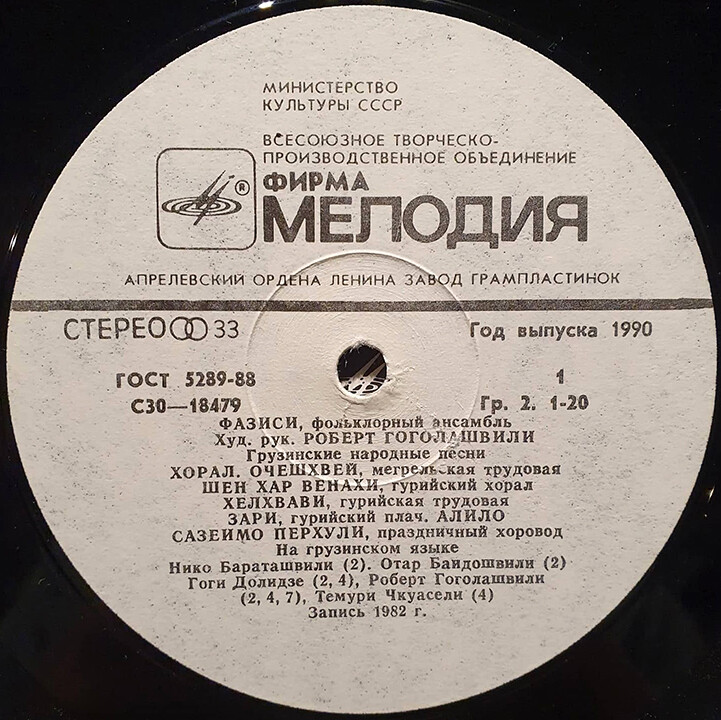 МИНИСТЕРСТВО
КУЛЬТУРЫ СССР
ВСЕСОЮЗНОЕ ТВОРЧЕСКО-
ПРОИЗВОДСТВЕННОЕ ОБЪЕДИНЕНИЕ
®
ФИРМА
МЕЛОДИЯ
АПРЕЛЕВСКИЙ ОРДЕНА ЛЕНИНА ЗАВОД ГРАМПЛАСТИНОК
СТЕРЕО 33 Год выпуска 1990
ГОСТ 5289-88 1
С30—18479 Гр. 2. 1-20
ФАЗИСИ, фольклорный ансамбль
Худ. рук. РОБЕРТ ГОГОЛАШВИЛИ
Грузинские народные песни
ХОРАЛ. ОЧЕШХВЕЙ, мегрельская трудовая
ШЕН ХАР ВЕНАХИ, гурийский хорал
ХЕЛХВАВИ, гурийская трудовая
ЗАРИ, гурийский плач. АЛИЛО
САЗЕИМО ПЕРХУЛИ, праздничный хоровод
На грузинском языке
Нико Бараташвили (2). Отар Баидошвили (2)
Гоги Долидзе (2, 4), Роберт Гоголашвили
(2, 4, 7), Темури Чкуасели (4)
Запись 1982 г.